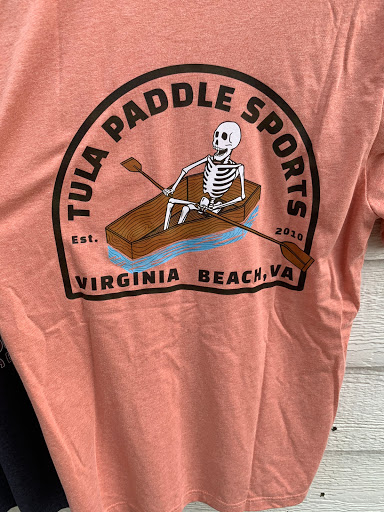 TULA PADDLE SPORTS
Est. 2010
VIRGINIA BEACH, VA